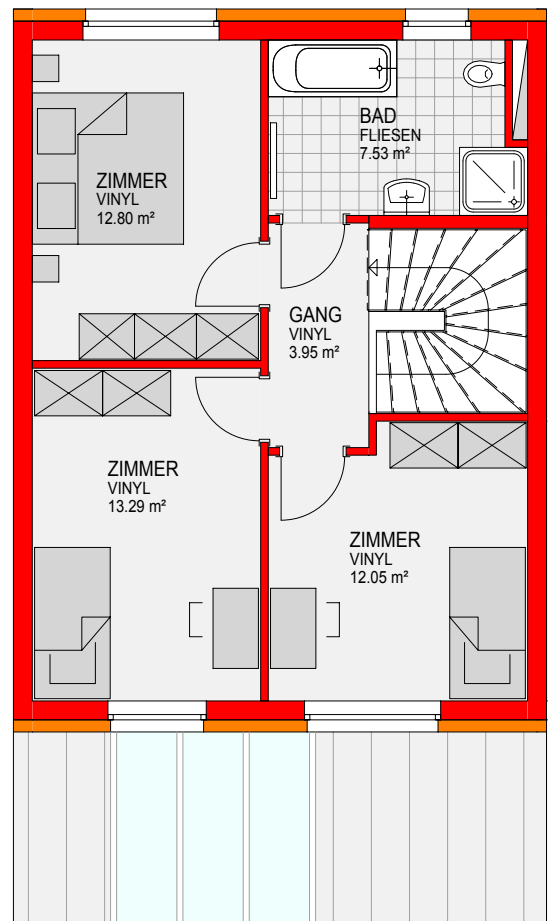 BAD
FLIESEN
7.53 m²
ZIMMER
VINYL
12.80 m²
GANG
VINYL
3.95 m²
ZIMMER
VINYL
13.29 m²
ZIMMER
VINYL
12.05 m²